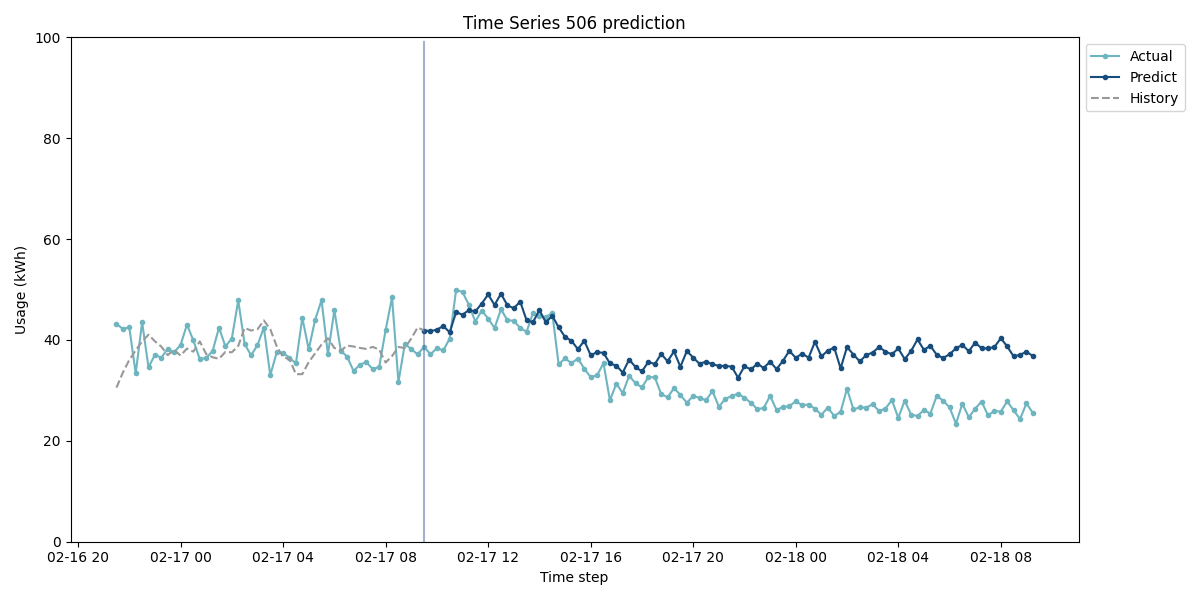 Time Series 506 prediction
Usage (kWh)
100
80
60
40
20
0
02-16 20
02-17 00
02-17 04
02-17 08
02-17 12
02-17 16
02-17 20
02-18 00
02-18 04
02-18 08
Time step
Actual
Predict
History